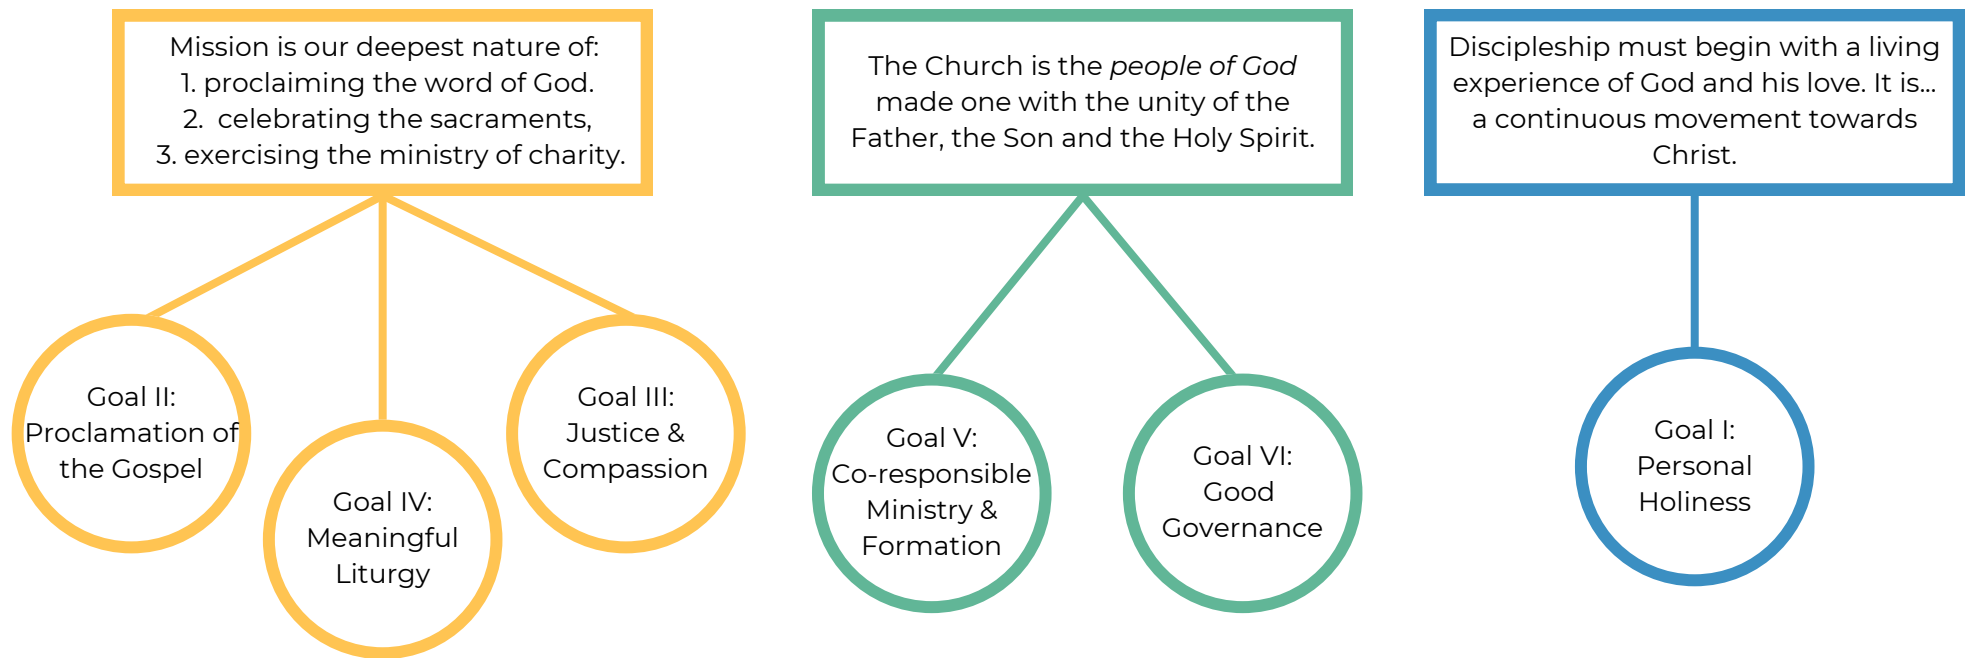 Mission is our deepest nature of:
1. proclaiming the word of God.
2. celebrating the sacraments,
3. exercising the ministry of charity.
Goal II:
Proclamation of
the Gospel
Goal IV:
Meaningful
Liturgy
Goal III:
Justice &
Compassion
The Church is the people of God
made one with the unity of the
Father, the Son and the Holy Spirit.
Goal V:
Co-responsible
Ministry &
Formation
Goal VI:
Good
Governance
Discipleship must begin with a living
experience of God and his love. It is...
a continuous movement towards
Christ.
Goal I:
Personal
Holiness